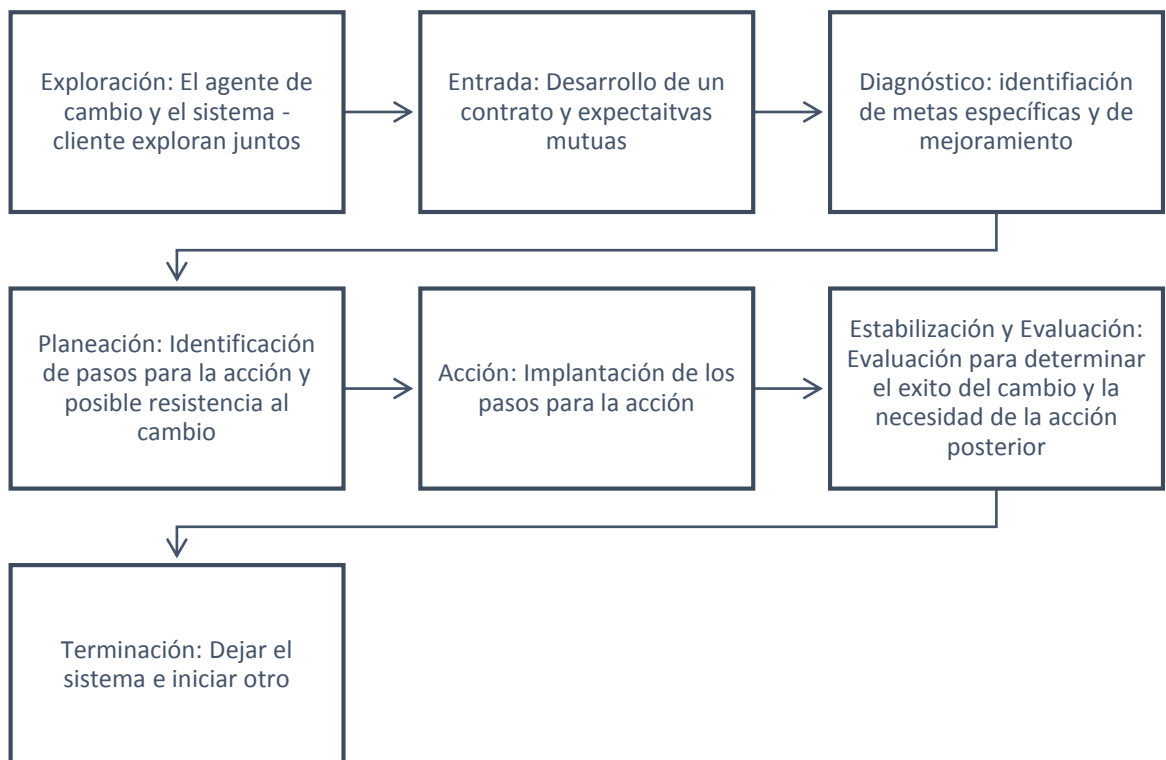 Exploración: El agente de
cambio y el sistema -
cliente exploran juntos
Entrada: Desarrollo de un
contrato y expectaitvas
mutuas
Diagnóstico: identifiación
de metas específicas y de
mejoramiento
Planeación: Identificación
de pasos para la acción y
posible resistencia al
cambio
Acción: Implantación de los
pasos para la acción
Estabilización y Evaluación:
Evaluación para determinar
el exito del cambio y la
necesidad de la acción
posterior
Terminación: Dejar el
sistema e iniciar otro